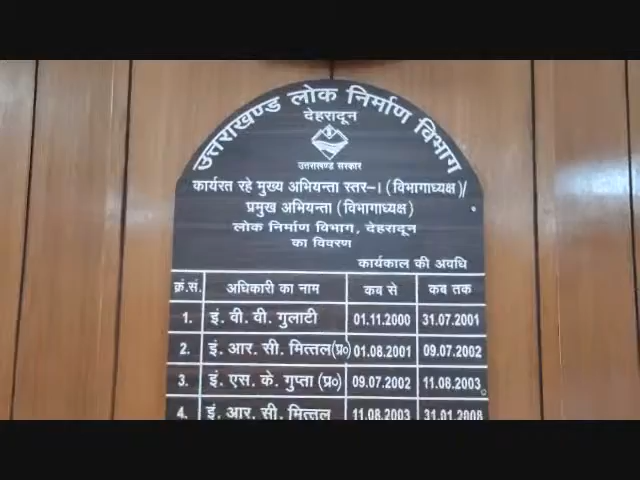 उत्तराखण्ड लोक निर्माण विभाग
देहरादून
उत्तराखण्ड सरकार
कार्यरत रहे मुख्य अभियन्ता स्तर-I (विभागाध्यक्ष)/
प्रमुख अभियन्ता (विभागाध्यक्ष)
लोक निर्माण विभाग, देहरादून
का विवरण
कार्यकाल की अवधि
क्रं.सं. अधिकारी का नाम कब से कब तक
1. इं. वी. वी. गुलाटी 01.11.2000 31.07.2001
2. इं. आर. सी. मित्तल(प्र०) 01.08.2001 09.07.2002
3. इं. एस. के. गुप्ता (प्र०) 09.07.2002 11.08.2003
4. इं. आर. सी. मित्तल 11.08.2003 31.01.2008